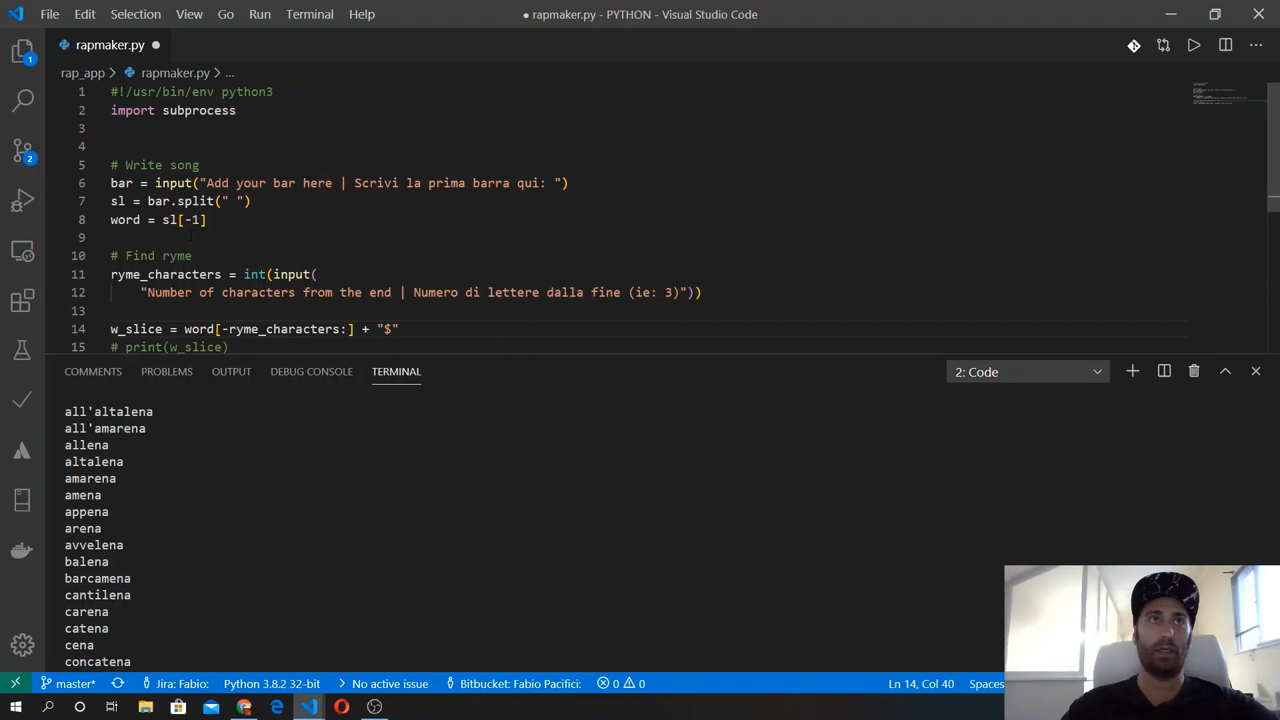 File Edit Selection View Go Run Terminal Help
● rapmaker.py - PYTHON - Visual Studio Code
rapmaker.py ●
rap_app > rapmaker.py > ...
1 #!/usr/bin/env python3
2 import subprocess
3
4
5 # Write song
6 bar = input("Add your bar here | Scrivi la prima barra qui: ")
7 sl = bar.split(" ")
8 word = sl[-1]
9
10 # Find ryme
11 ryme_characters = int(input(
12 "Number of characters from the end | Numero di lettere dalla fine (ie: 3)"))
13
14 w_slice = word[-ryme_characters:] + "$"
15 # print(w_slice)
COMMENTS PROBLEMS OUTPUT DEBUG CONSOLE TERMINAL 2: Code
all'altalena
all'amarena
allena
altalena
amarena
amena
appena
arena
avvelena
balena
barcamena
cantilena
carena
catena
cena
concatena
1
2
master* Jira: Fabio: Python 3.8.2 32-bit No active issue Bitbucket: Fabio Pacifici: 0 0 Ln 14, Col 40 Spaces